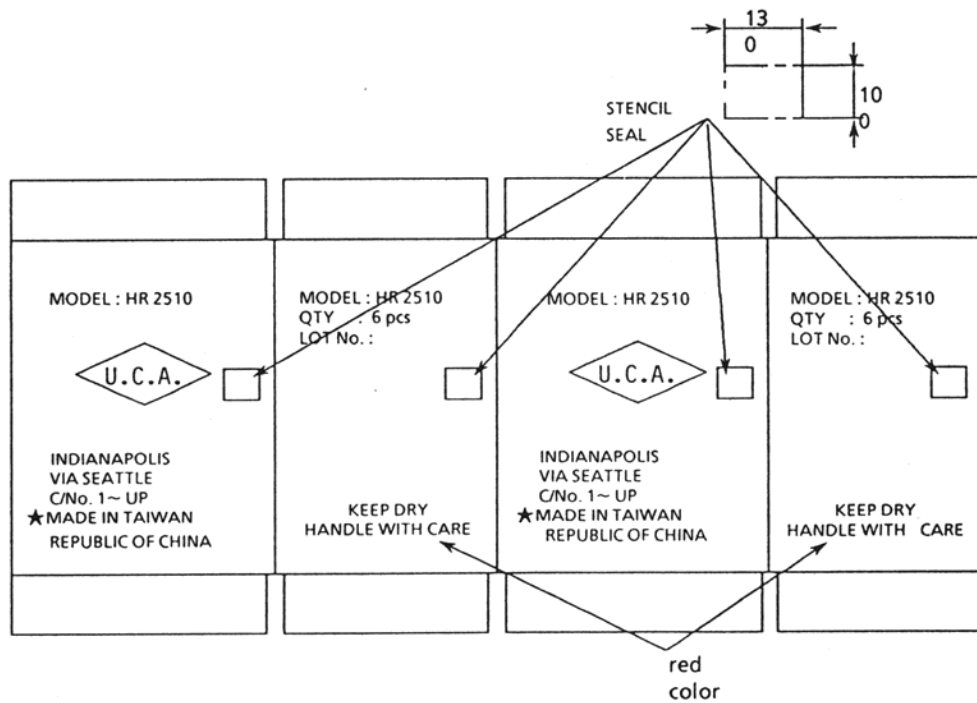 13
0
10
0
STENCIL
SEAL
MODEL : HR 2510
U.C.A.
INDIANAPOLIS
VIA SEATTLE
C/No. 1~ UP
★MADE IN TAIWAN
REPUBLIC OF CHINA
MODEL : HR 2510
QTY : 6 pcs
LOT No. :
KEEP DRY
HANDLE WITH CARE
MODEL : HR 2510
U.C.A.
INDIANAPOLIS
VIA SEATTLE
C/No. 1~ UP
★MADE IN TAIWAN
REPUBLIC OF CHINA
MODEL : HR 2510
QTY : 6 pcs
LOT No. :
KEEP DRY
HANDLE WITH CARE
red
color